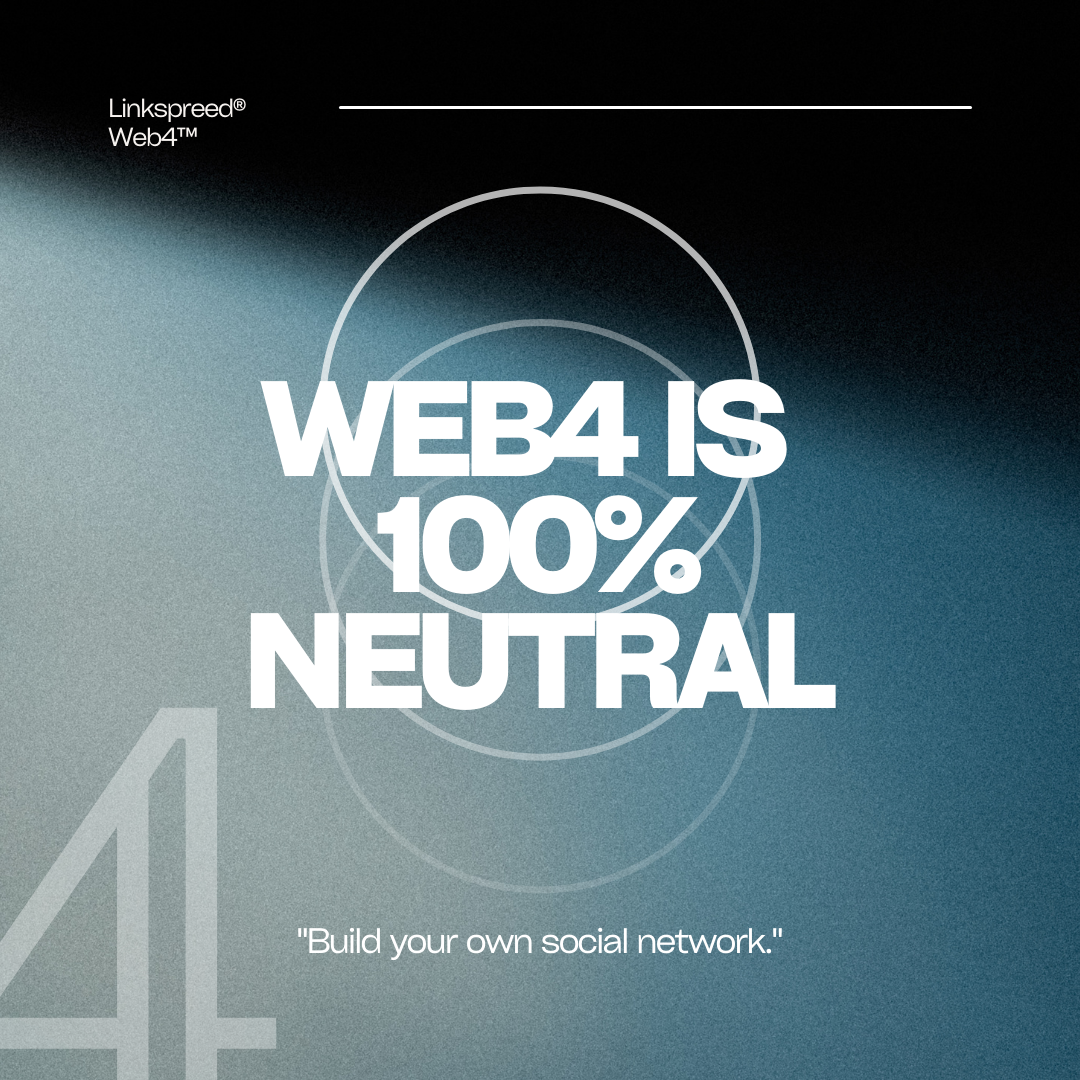 Linkspreed®
Web4™
WEB4 IS
100%
NEUTRAL
4
"Build your own social network."